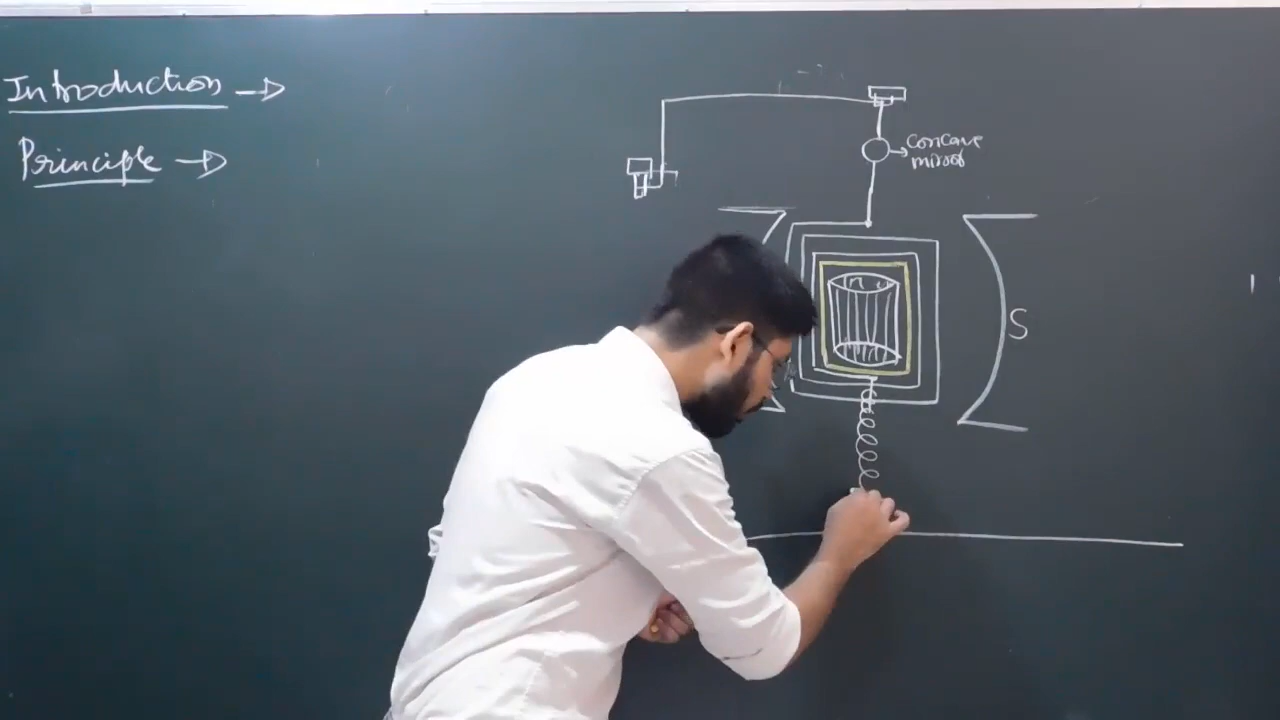 Introduction →
Principle →
Concave
mirror
S